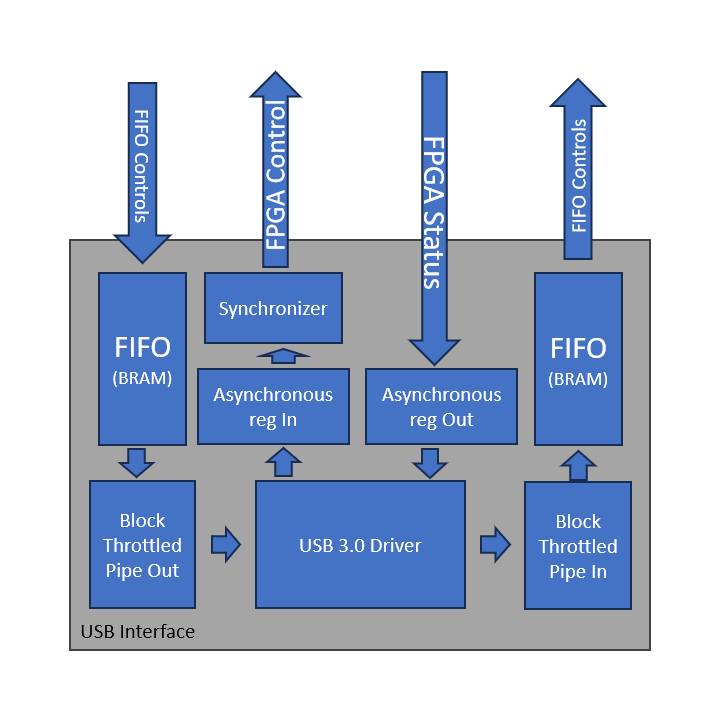 FIFO Controls
FPGA Control
FPGA Status
FIFO Controls
FIFO
(BRAM)
Synchronizer
Asynchronous
reg In
Asynchronous
reg Out
FIFO
(BRAM)
Block
Throttled
Pipe Out
USB 3.0 Driver
Block
Throttled
Pipe In
USB Interface